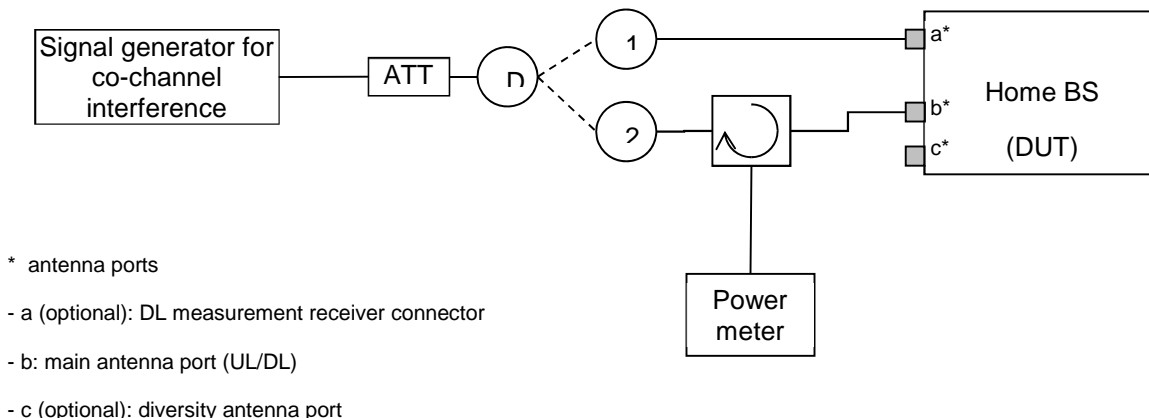 Signal generator for
co-channel
interference
ATT
D
1
2
a*
b*
c*
Home BS
(DUT)
Power
meter
* antenna ports
- a (optional): DL measurement receiver connector
- b: main antenna port (UL/DL)
- c (optional): diversity antenna port